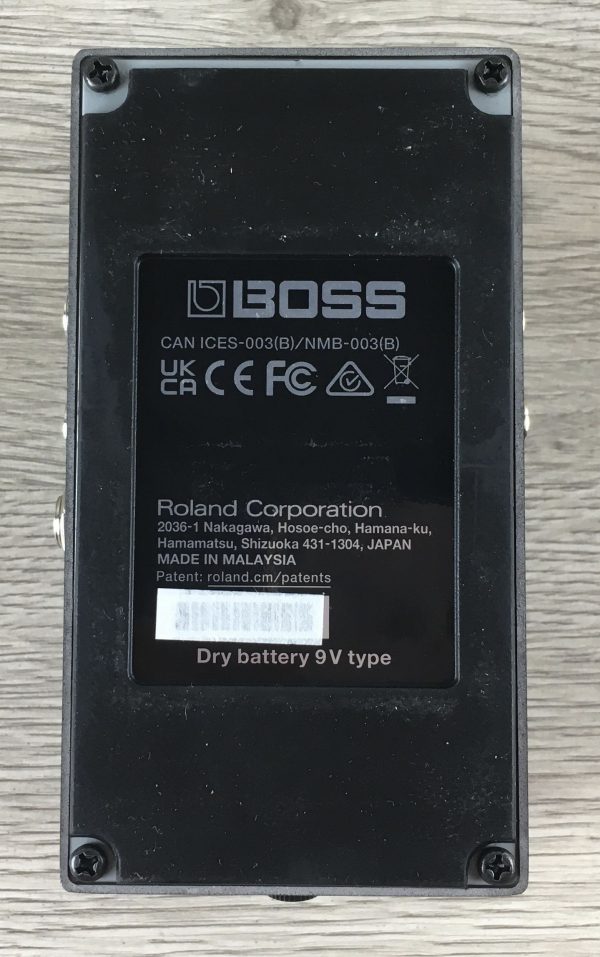 BOSS
CAN ICES-003(B)/NMB-003(B)
UK CA CE FC
Roland Corporation
2036-1 Nakagawa, Hosoe-cho, Hamana-ku,
Hamamatsu, Shizuoka 431-1304, JAPAN
MADE IN MALAYSIA
Patent: roland.cm/patents
Dry battery 9V type